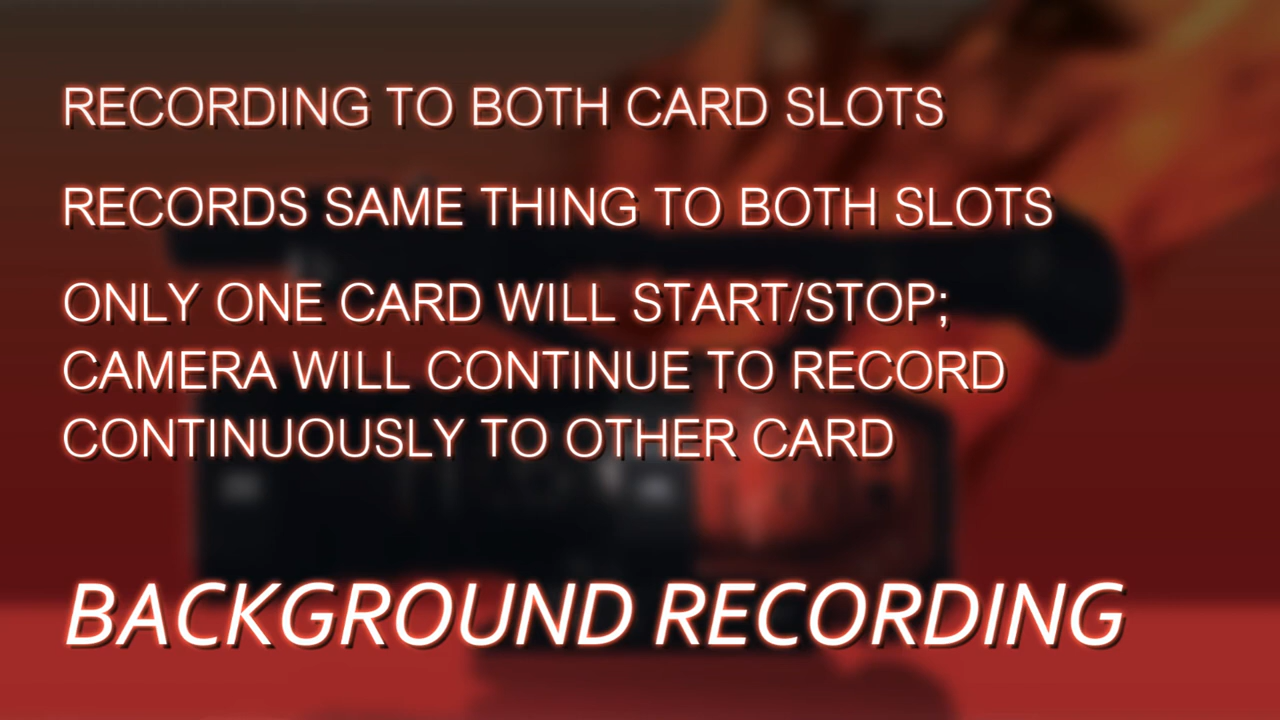 RECORDING TO BOTH CARD SLOTS
RECORDS SAME THING TO BOTH SLOTS
ONLY ONE CARD WILL START/STOP;
CAMERA WILL CONTINUE TO RECORD
CONTINUOUSLY TO OTHER CARD
BACKGROUND RECORDING